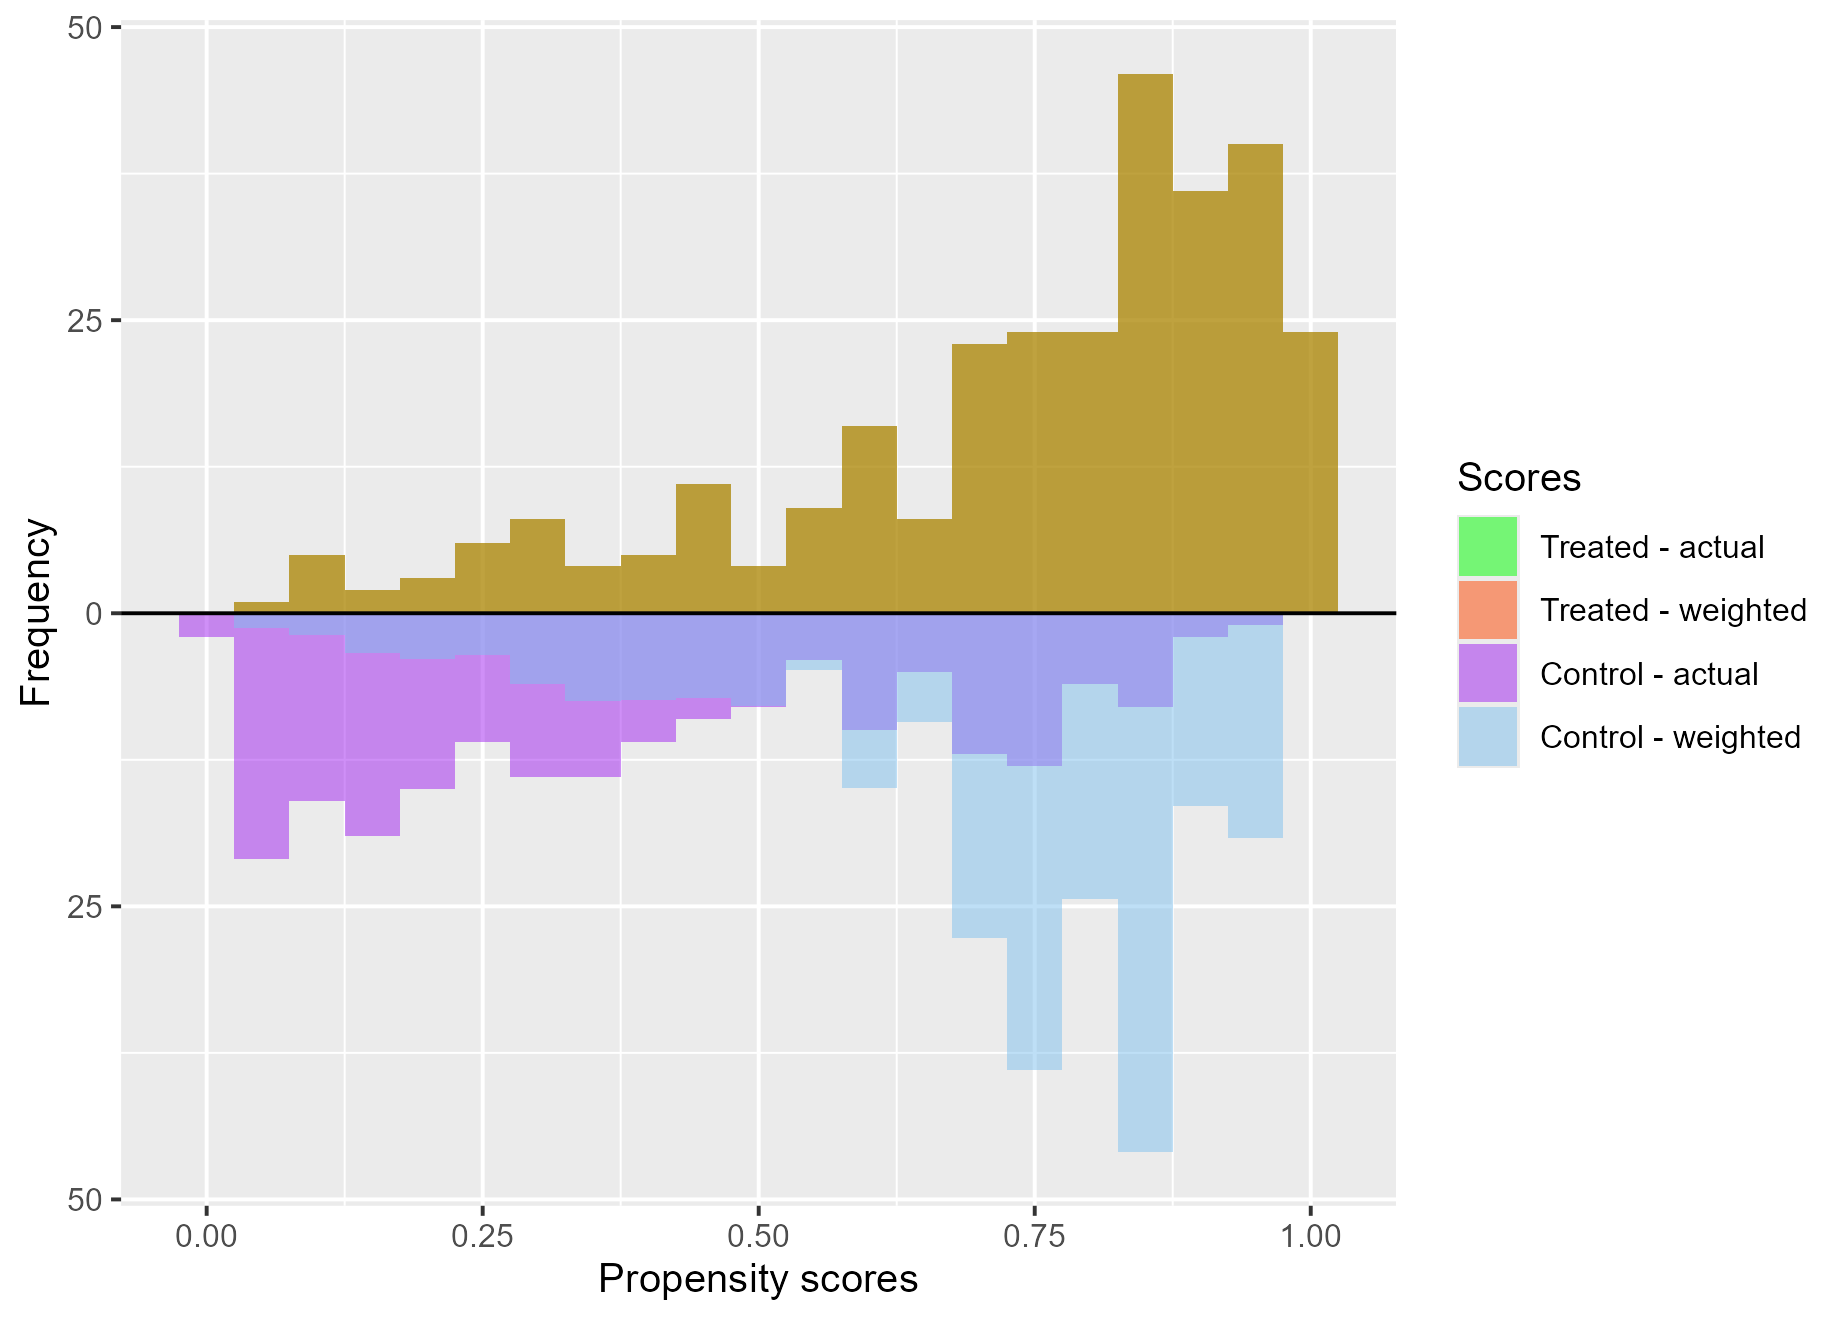 50
25
0
25
50
Frequency
0.00 0.25 0.50 0.75 1.00
Propensity scores
Scores
Treated - actual
Treated - weighted
Control - actual
Control - weighted